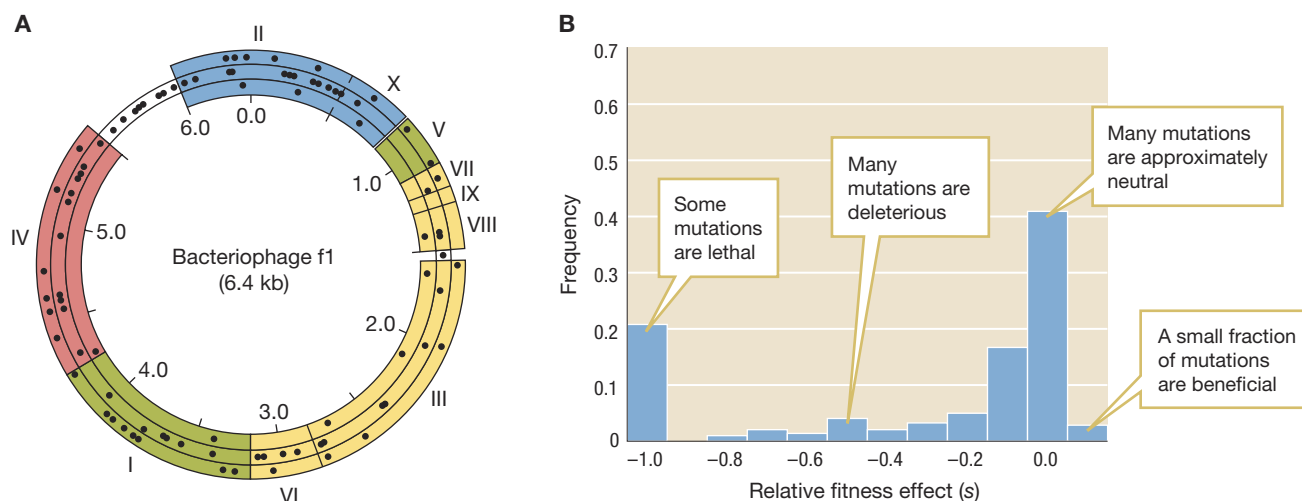 A
II
X
V
VII
IX
VIII
III
VI
I
IV
0.0
1.0
2.0
3.0
4.0
5.0
6.0
Bacteriophage f1
(6.4 kb)
B
Frequency
0.7
0.6
0.5
0.4
0.3
0.2
0.1
0
−1.0
−0.8
−0.6
−0.4
−0.2
0.0
Relative fitness effect (s)
Some
mutations
are lethal
Many
mutations are
deleterious
Many mutations
are approximately
neutral
A small fraction
of mutations
are beneficial